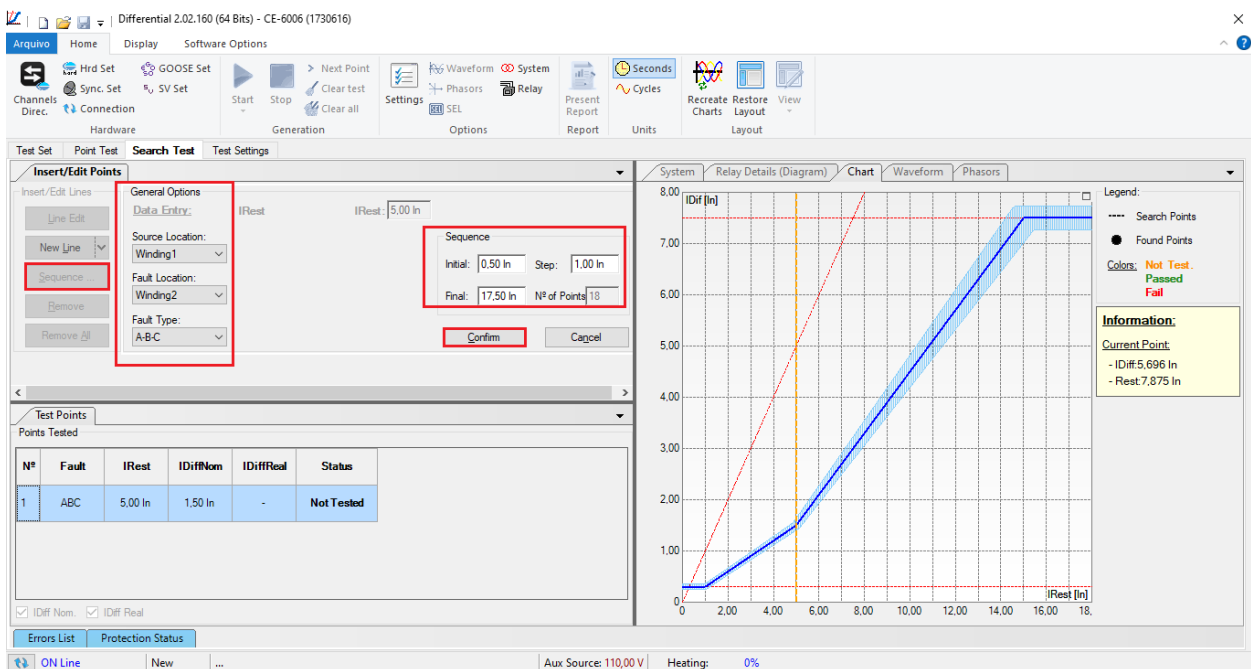 Differential 2.02.160 (64 Bits) - CE-6006 (1730616)
Arquivo Home Display Software Options
Channels Direc.
Hrd Set
Sync. Set
Connection
GOOSE Set
SV Set
Hardware
Start
Stop
Next Point
Clear test
Clear all
Generation
Settings
Waveform
Phasors
SEL
System
Relay
Options
Present Report
Report
Seconds
Cycles
Units
Recreate Charts
Restore Layout
View
Layout
Test Set Point Test Search Test Test Settings
Insert/Edit Points
Insert/Edit Lines
Line Edit
New Line
Sequence ...
Remove
Remove All
General Options
Data Entry:
Source Location:
Winding1
Fault Location:
Winding2
Fault Type:
A-B-C
IRest
IRest: 5,00 In
Sequence
Initial: 0,50 In Step: 1,00 In
Final: 17,50 In Nº of Points 18
Confirm Cancel
Test Points
Points Tested
Nº Fault IRest IDiffNom IDiffReal Status
1 ABC 5,00 In 1,50 In - Not Tested
IDiff Nom. IDiff Real
System Relay Details (Diagram) Chart Waveform Phasors
IDif [In]
8,00
7,00
6,00
5,00
4,00
3,00
2,00
1,00
0
0 2,00 4,00 6,00 8,00 10,00 12,00 14,00 16,00 18,
IRest [In]
Legend:
Search Points
Found Points
Colors: Not Test.
Passed
Fail
Information:
Current Point:
- IDiff:5,696 In
- Rest:7,875 In
Errors List Protection Status
ON Line New ... Aux Source: 110,00 V Heating: 0%